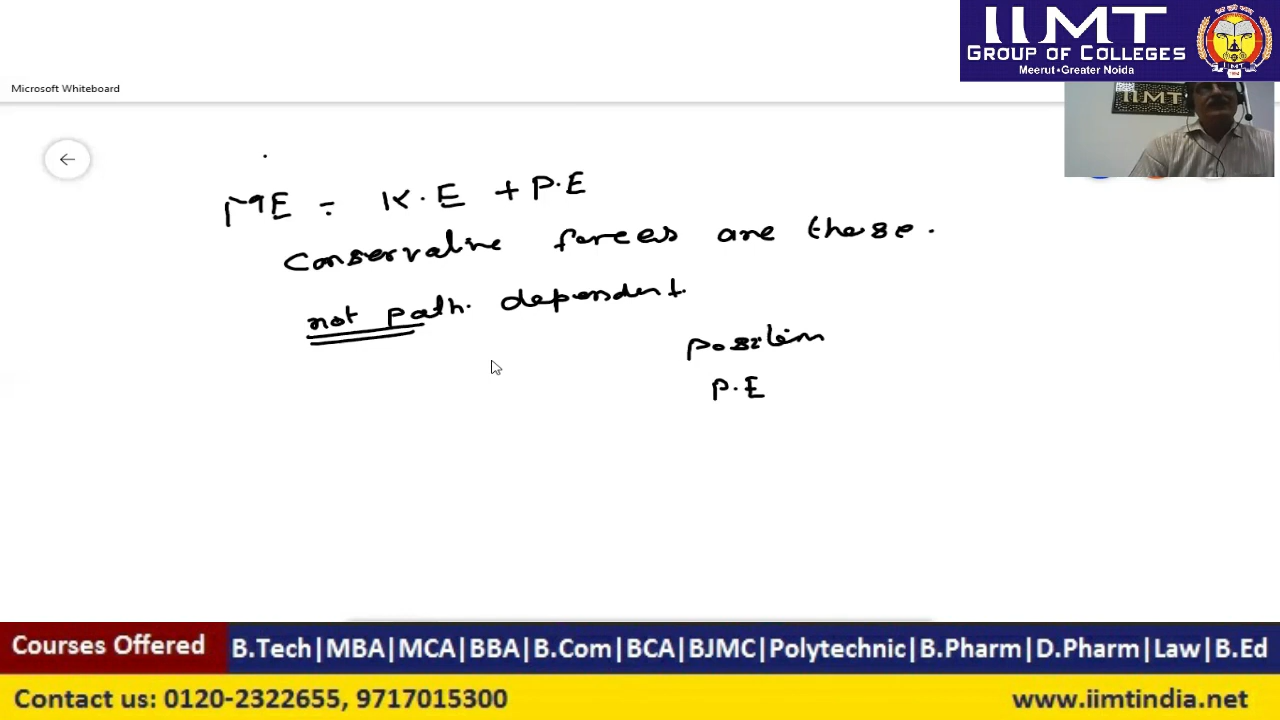 IIMT
GROUP OF COLLEGES
Meerut•Greater Noida
Microsoft Whiteboard
IIMT
ME = K.E + P.E
Conservative forces are those.
not path. dependent.
position
P.E
Courses Offered B.Tech|MBA|MCA|BBA|B.Com|BCA|BJMC|Polytechnic|B.Pharm|D.Pharm|Law|B.Ed
Contact us: 0120-2322655, 9717015300 www.iimtindia.net